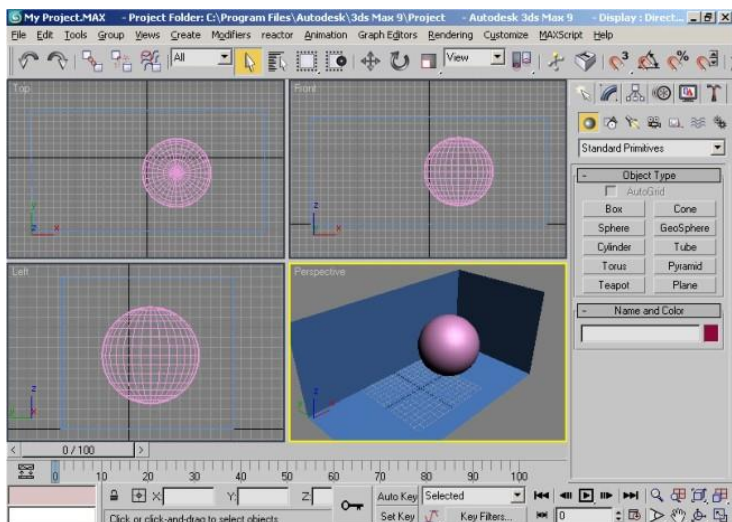 My Project.MAX - Project Folder: C:\Program Files\Autodesk\3ds Max 9\Project - Autodesk 3ds Max 9 - Display : Direct...
File Edit Tools Group Views Create Modifiers reactor Animation Graph Editors Rendering Customize MAXScript Help
All View
Top Front
Standard Primitives
- Object Type
AutoGrid
Box Cone
Sphere GeoSphere
Cylinder Tube
Torus Pyramid
Teapot Plane
- Name and Color
y z x z x
Left Perspective
z z
< 0 / 100 >
0 10 20 30 40 50 60 70 80 90 100
X: Y: Z: Auto Key Selected
Click or click-and-drag to select objects Set Key Key Filters... 0